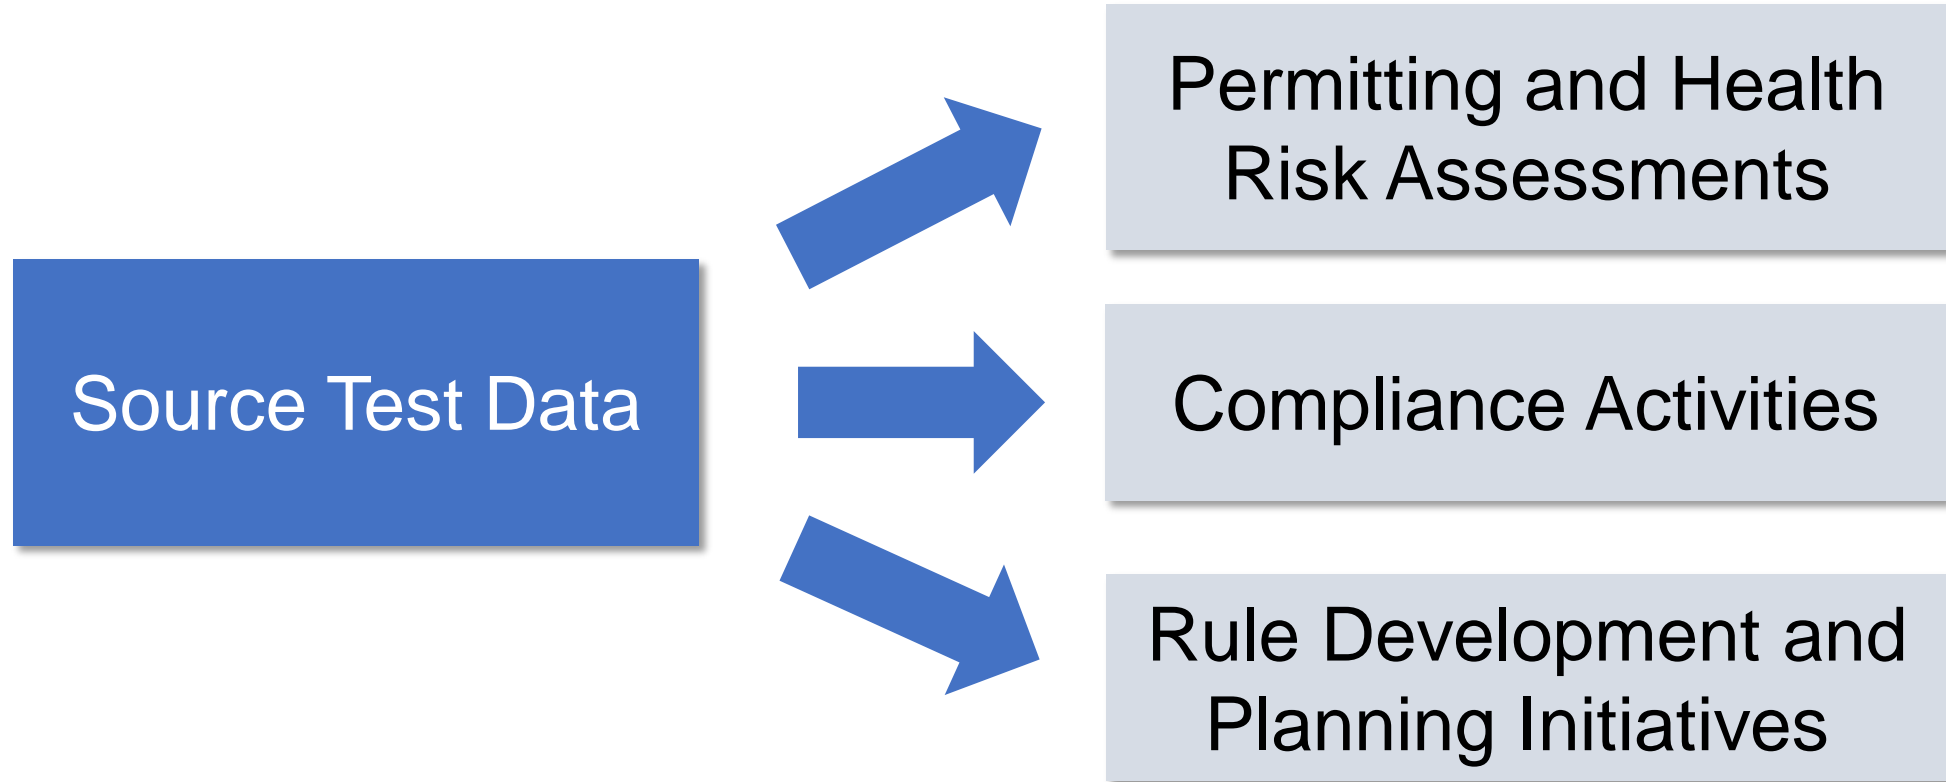 Source Test Data
Permitting and Health
Risk Assessments
Compliance Activities
Rule Development and
Planning Initiatives